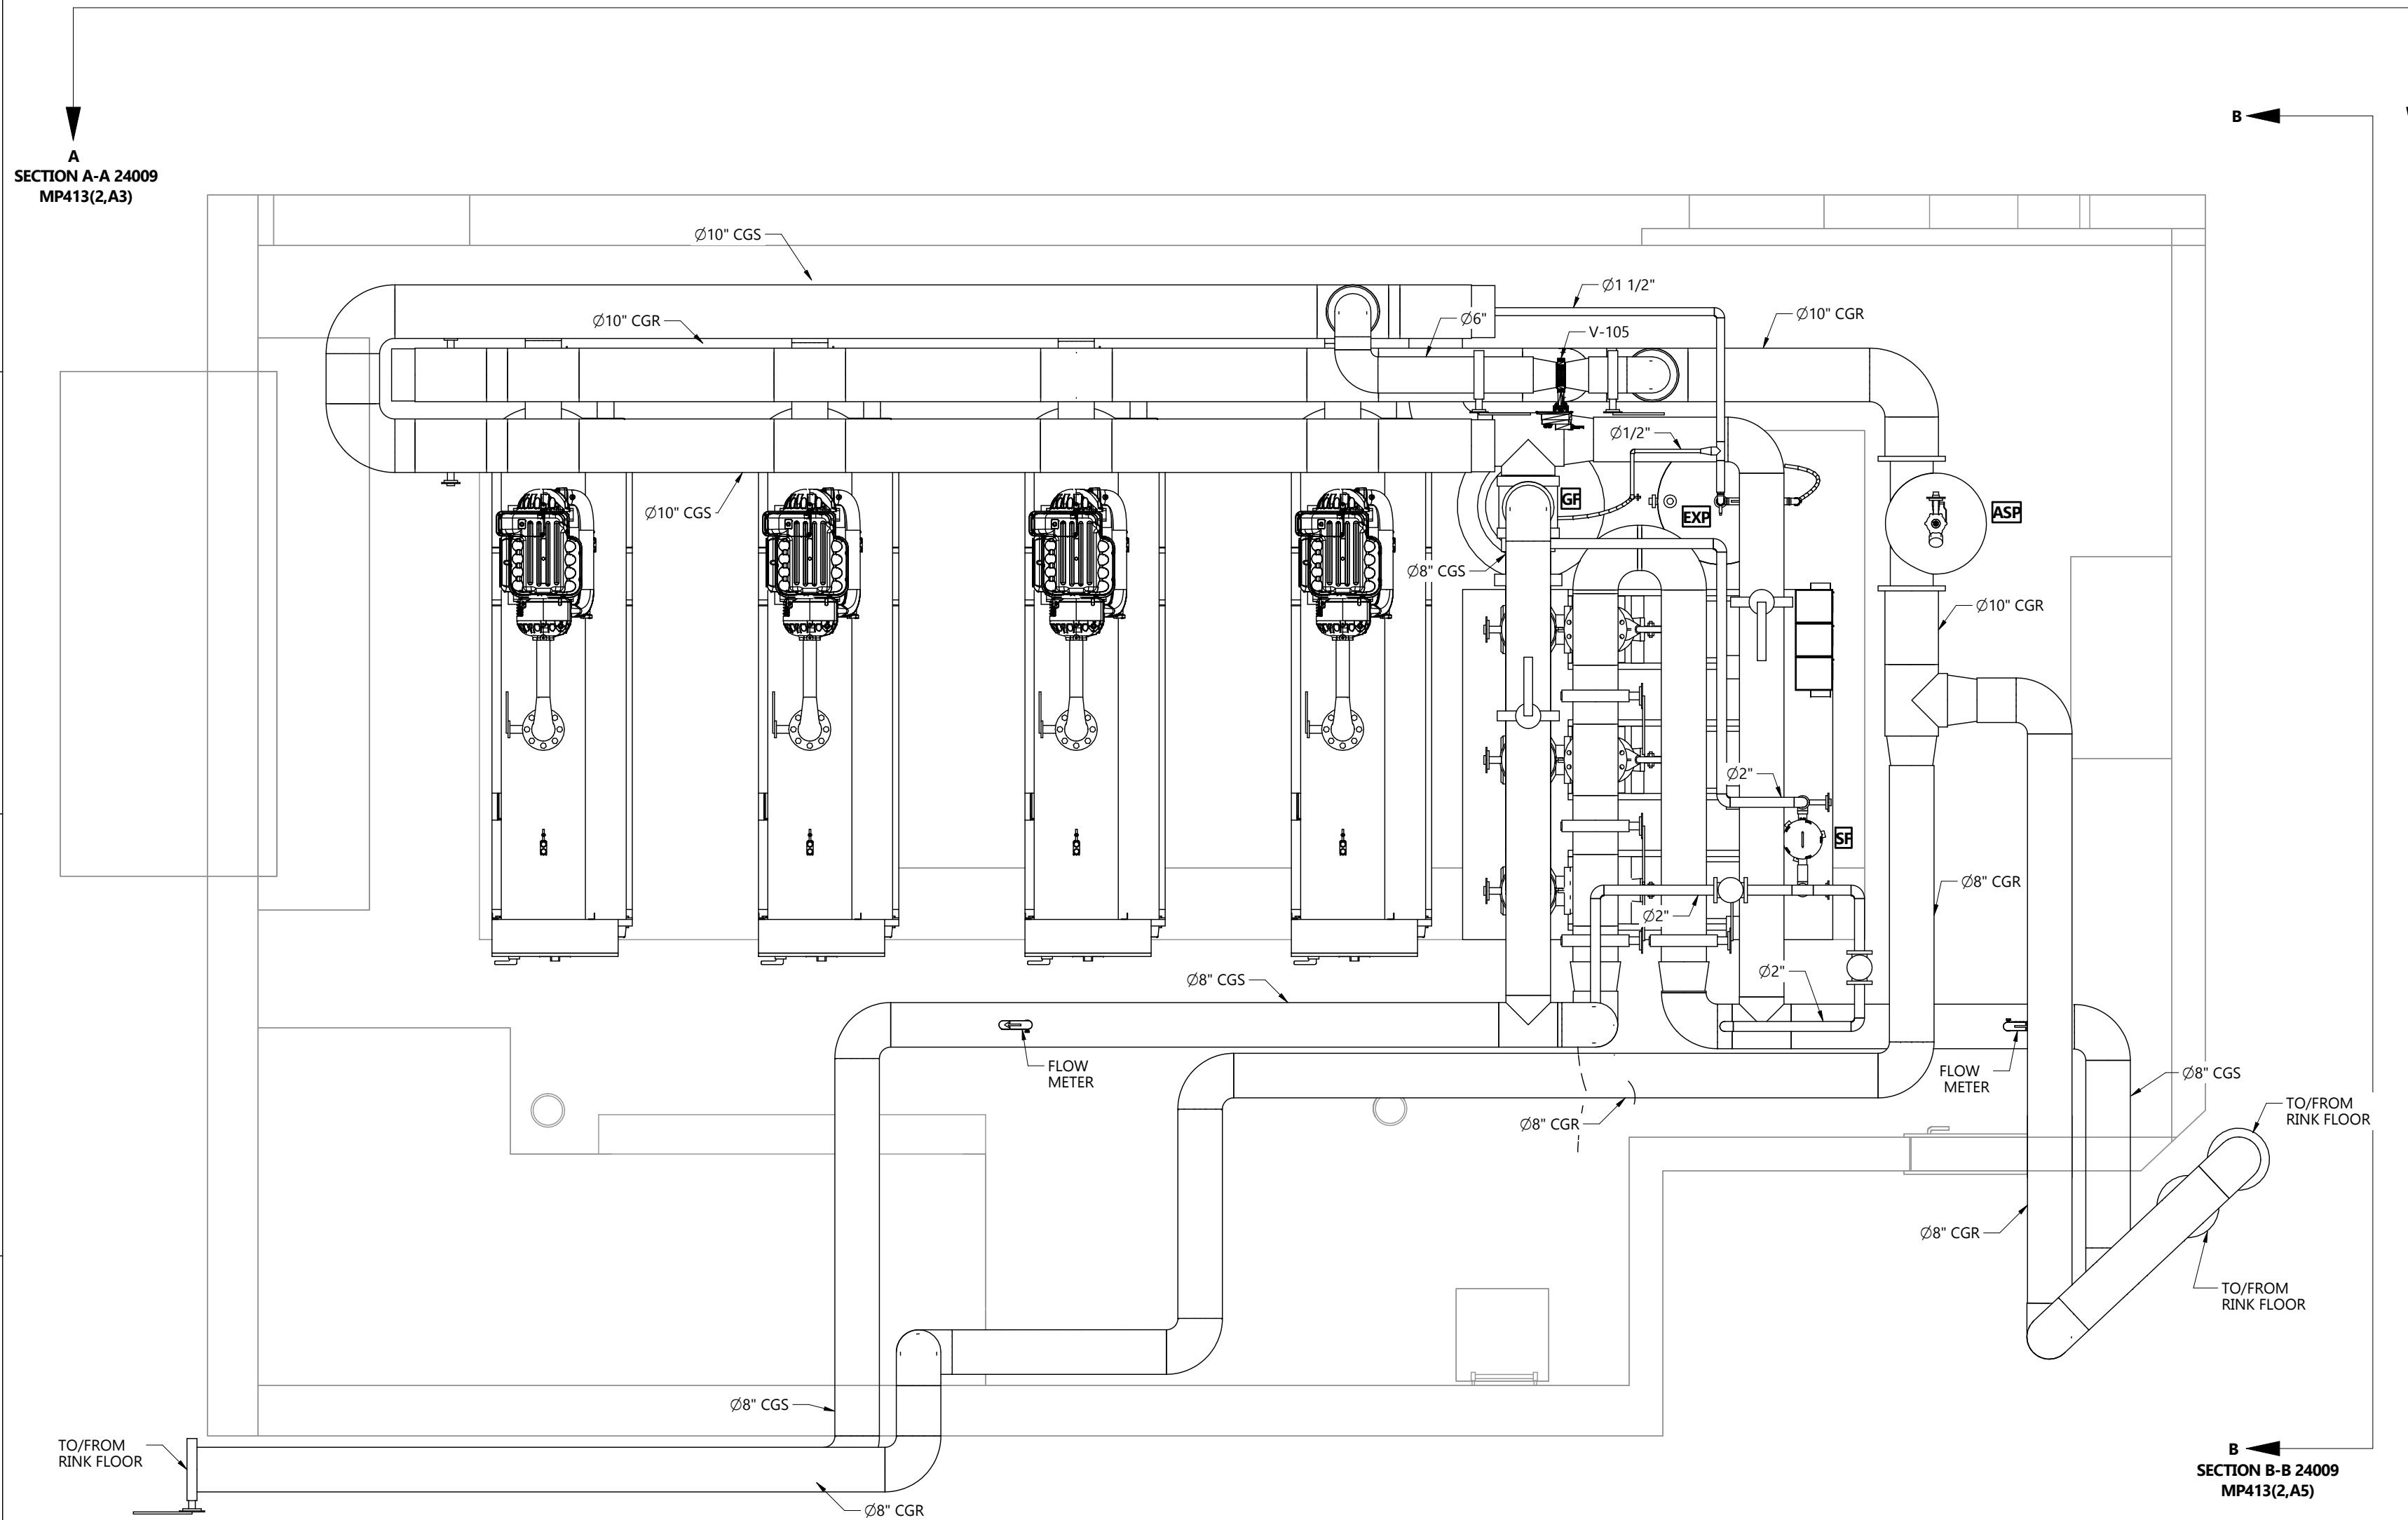 B
A
SECTION A-A 24009
MP413(2,A3)
Ø10" CGS
Ø1 1/2"
Ø10" CGR
Ø6"
Ø10" CGR
V-105
Ø1/2"
GF
Ø10" CGS
EXP
ASP
Ø8" CGS
Ø10" CGR
Ø2"
SF
Ø8" CGR
Ø2"
Ø2"
Ø8" CGS
FLOW
METER
FLOW
METER
Ø8" CGS
TO/FROM
RINK FLOOR
Ø8" CGR
Ø8" CGR
TO/FROM
RINK FLOOR
Ø8" CGS
TO/FROM
RINK FLOOR
B
SECTION B-B 24009
MP413(2,A5)
Ø8" CGR